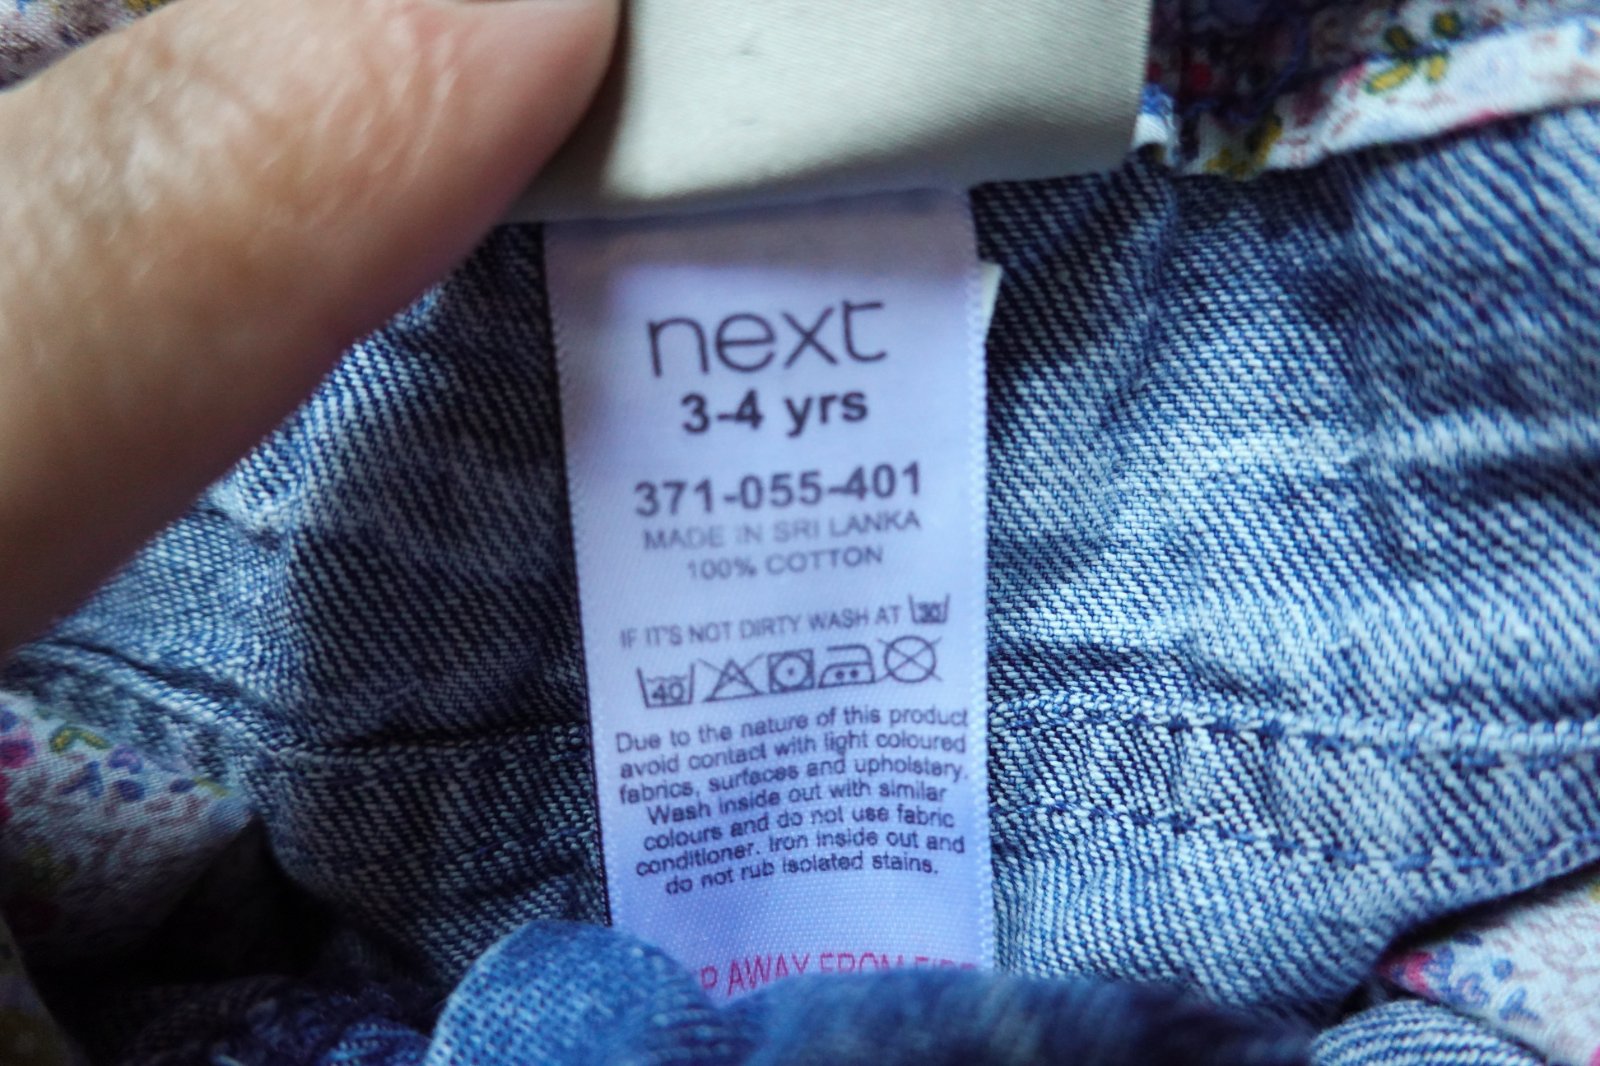 next
3-4 yrs
371-055-401
MADE IN SRI LANKA
100% COTTON
IF IT'S NOT DIRTY WASH AT 30
40
Due to the nature of this product
avoid contact with light coloured
fabrics, surfaces and upholstery.
Wash inside out with similar
colours and do not use fabric
conditioner. Iron inside out and
do not rub isolated stains.
AWAY FROM